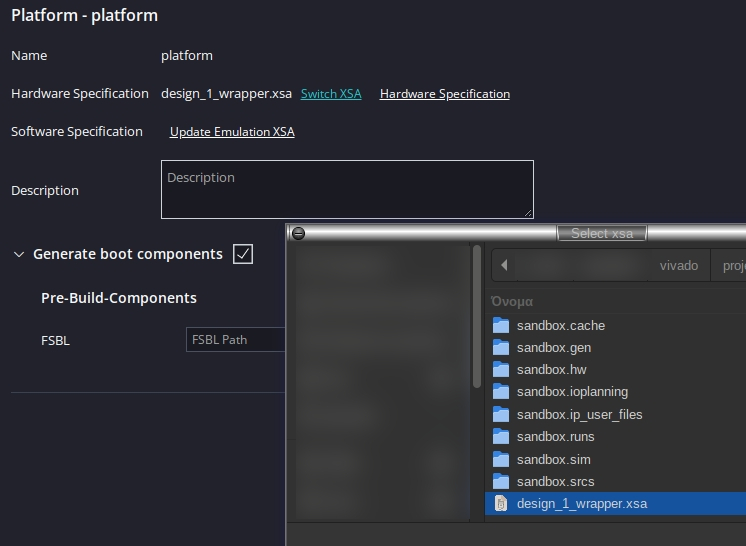 Platform - platform
Name platform
Hardware Specification design_1_wrapper.xsa Switch XSA Hardware Specification
Software Specification Update Emulation XSA
Description Description
Generate boot components
Pre-Build-Components
FSBL FSBL Path
Select xsa
vivado proj
Όνομα
sandbox.cache
sandbox.gen
sandbox.hw
sandbox.ioplanning
sandbox.ip_user_files
sandbox.runs
sandbox.sim
sandbox.srcs
design_1_wrapper.xsa